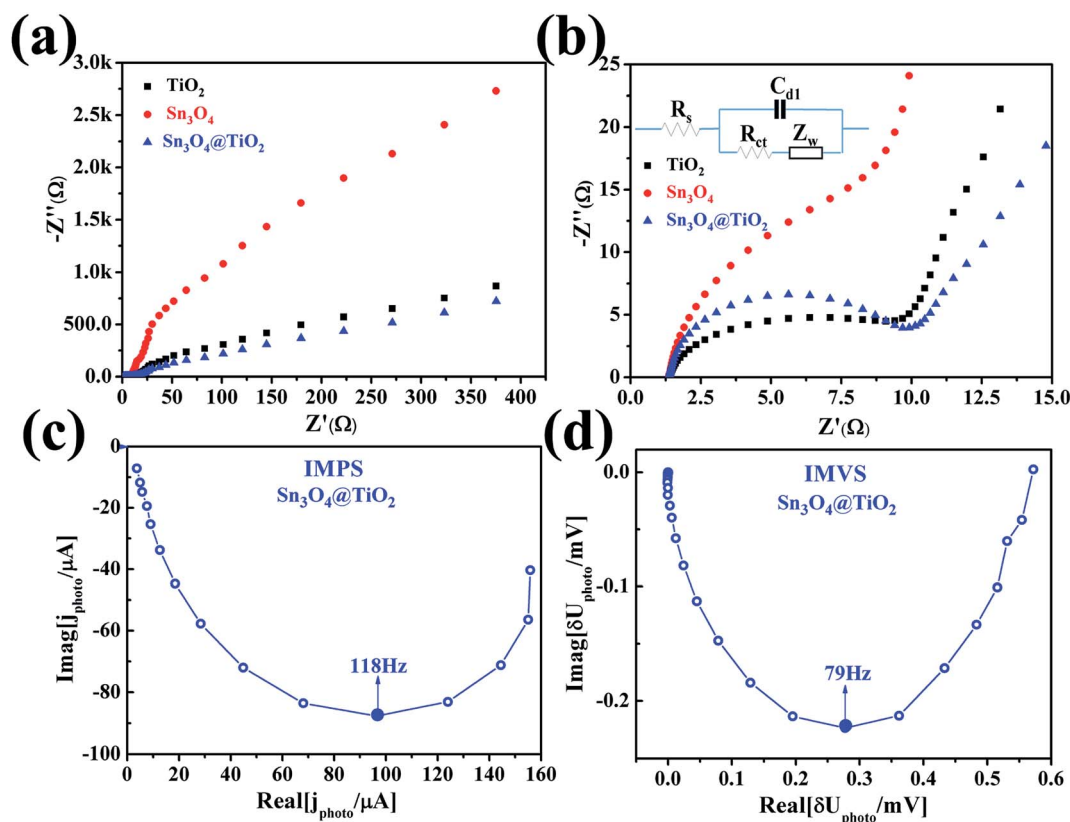 (a)
3.0k
2.5k
2.0k
1.5k
1.0k
500.0
0.0
-Z''(Ω)
TiO2
Sn3O4
Sn3O4@TiO2
0 50 100 150 200 250 300 350 400
Z'(Ω)
(b)
25
20
15
10
5
0
-Z''(Ω)
Rs
Cd1
Rct
Zw
TiO2
Sn3O4
Sn3O4@TiO2
0.0 2.5 5.0 7.5 10.0 12.5 15.0
Z'(Ω)
(c)
0
-20
-40
-60
-80
-100
Imag[jphoto/μA]
IMPS
Sn3O4@TiO2
118Hz
0 20 40 60 80 100 120 140 160
Real[jphoto/μA]
(d)
0.0
-0.1
-0.2
Imag[δUphoto/mV]
IMVS
Sn3O4@TiO2
79Hz
0.0 0.1 0.2 0.3 0.4 0.5 0.6
Real[δUphoto/mV]